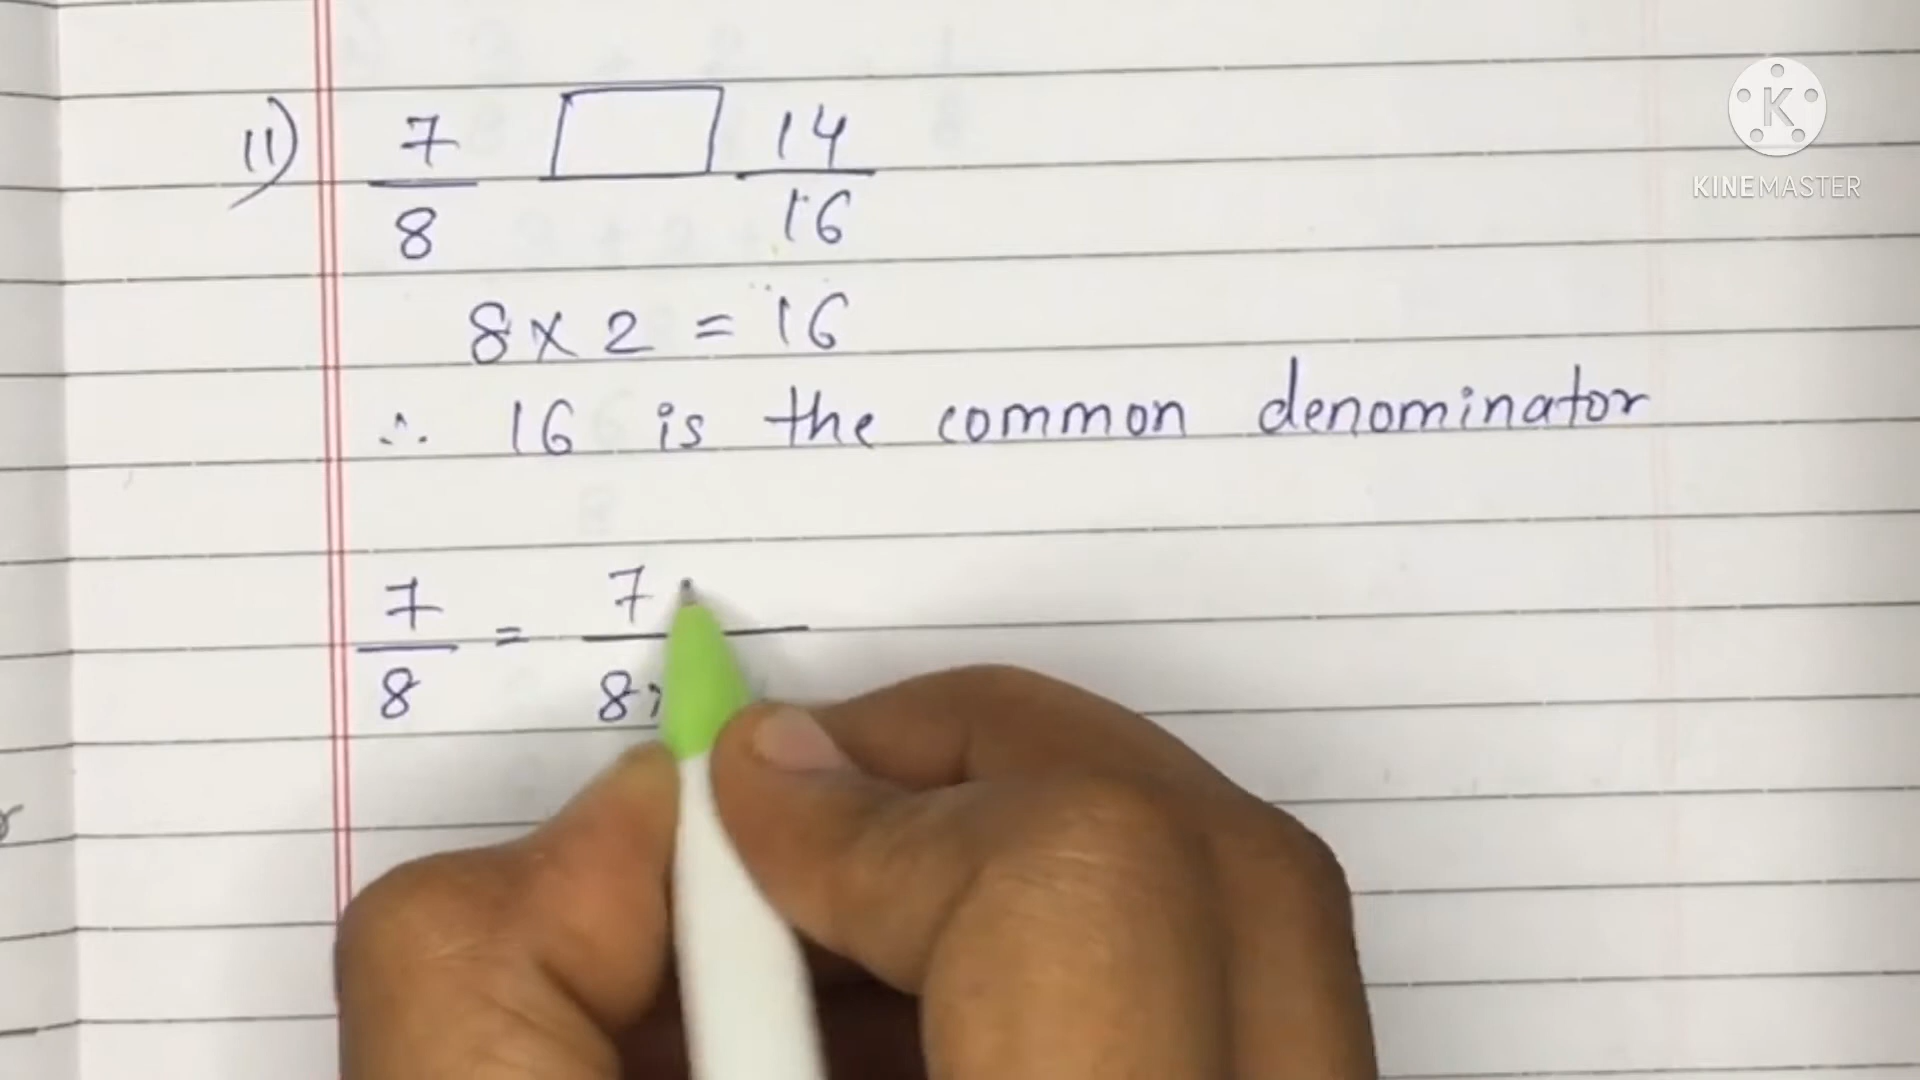 11) 7/8 □ 14/16
8 × 2 = 16
∴ 16 is the common denominator
7/8 = 7/8×
KINEMASTER